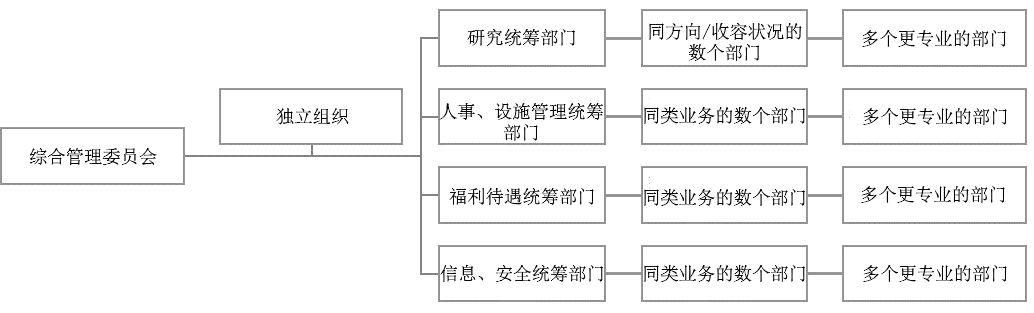 综合管理委员会
独立组织
研究统筹部门
同方向/收容状况的
数个部门
多个更专业的部门
人事、设施管理统筹
部门
同类业务的数个部门
多个更专业的部门
福利待遇统筹部门
同类业务的数个部门
多个更专业的部门
信息、安全统筹部门
同类业务的数个部门
多个更专业的部门